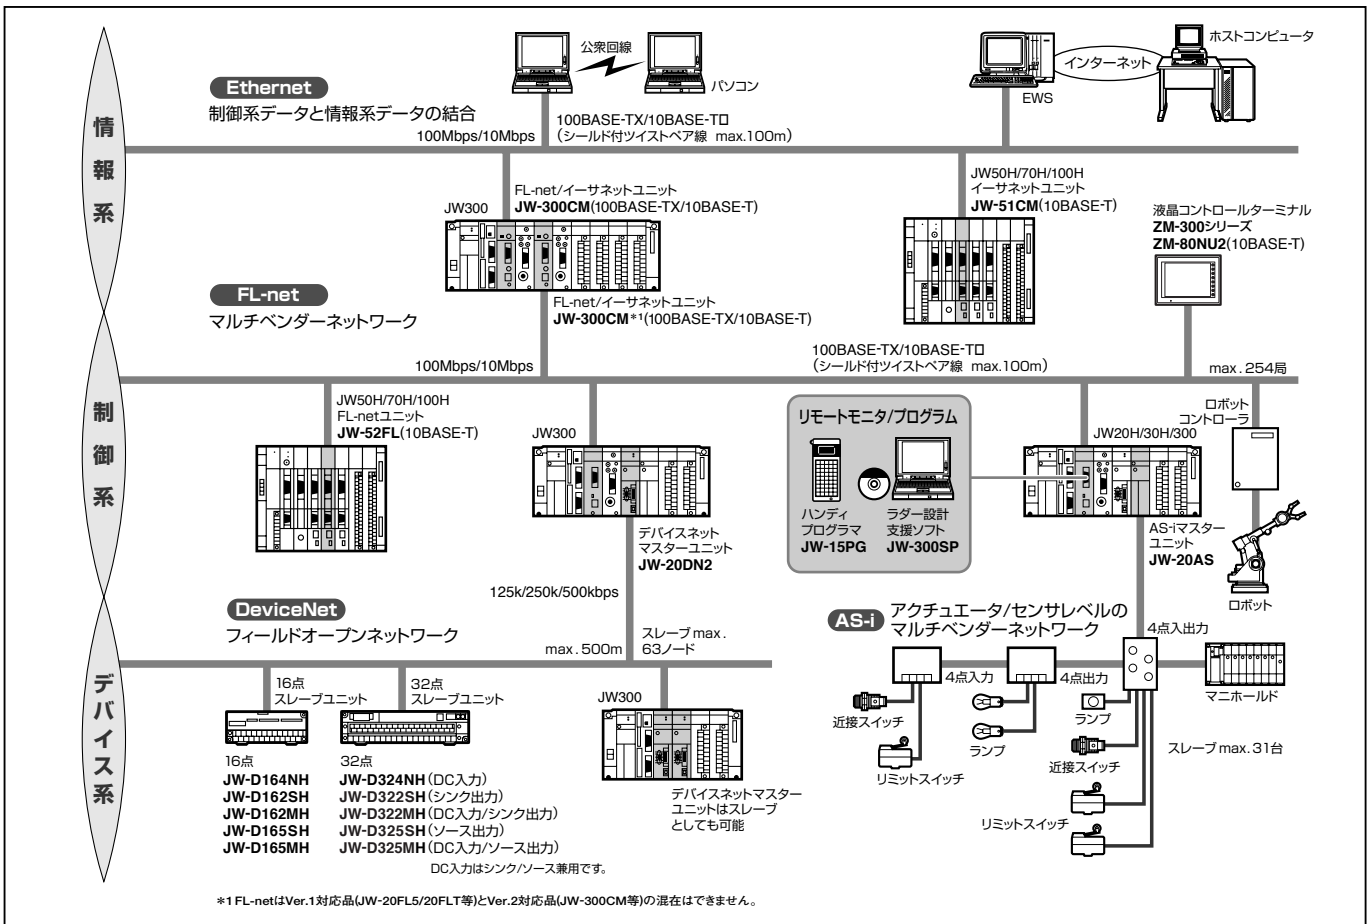 情報系
制御系
デバイス系
Ethernet
制御系データと情報系データの結合
100Mbps/10Mbps
公衆回線
パソコン
100BASE-TX/10BASE-T
(シールド付ツイストペア線 max.100m)
EWS
インターネット
ホストコンピュータ
JW300
FL-net/イーサネットユニット
JW-300CM(100BASE-TX/10BASE-T)
JW50H/70H/100H
イーサネットユニット
JW-51CM(10BASE-T)
液晶コントロールターミナル
ZM-300シリーズ
ZM-80NU2(10BASE-T)
FL-net
マルチベンダーネットワーク
FL-net/イーサネットユニット
JW-300CM*1(100BASE-TX/10BASE-T)
100Mbps/10Mbps
100BASE-TX/10BASE-T
(シールド付ツイストペア線 max.100m)
max.254局
JW50H/70H/100H
FL-netユニット
JW-52FL(10BASE-T)
JW300
デバイスネット
マスターユニット
JW-20DN2
リモートモニタ/プログラム
ハンディ
プログラマ
JW-15PG
ラダー設計
支援ソフト
JW-300SP
JW20H/30H/300
AS-iマスター
ユニット
JW-20AS
ロボット
コントローラ
ロボット
125k/250k/500kbps
DeviceNet
フィールドオープンネットワーク
max.500m
スレーブmax.
63ノード
16点
スレーブユニット
32点
スレーブユニット
16点
JW-D164NH
JW-D162SH
JW-D162MH
JW-D165SH
JW-D165MH
32点
JW-D324NH(DC入力)
JW-D322SH(シンク出力)
JW-D322MH(DC入力/シンク出力)
JW-D325SH(ソース出力)
JW-D325MH(DC入力/ソース出力)
DC入力はシンク/ソース兼用です。
JW300
デバイスネットマスター
ユニットはスレーブ
としても可能
AS-i
アクチュエータ/センサレベルの
マルチベンダーネットワーク
4点入力
4点出力
4点入出力
近接スイッチ
リミットスイッチ
ランプ
ランプ
近接スイッチ
リミットスイッチ
マニホールド
スレーブmax.31台
*1 FL-netはVer.1対応品(JW-20FL5/20FLT等)とVer.2対応品(JW-300CM等)の混在はできません。